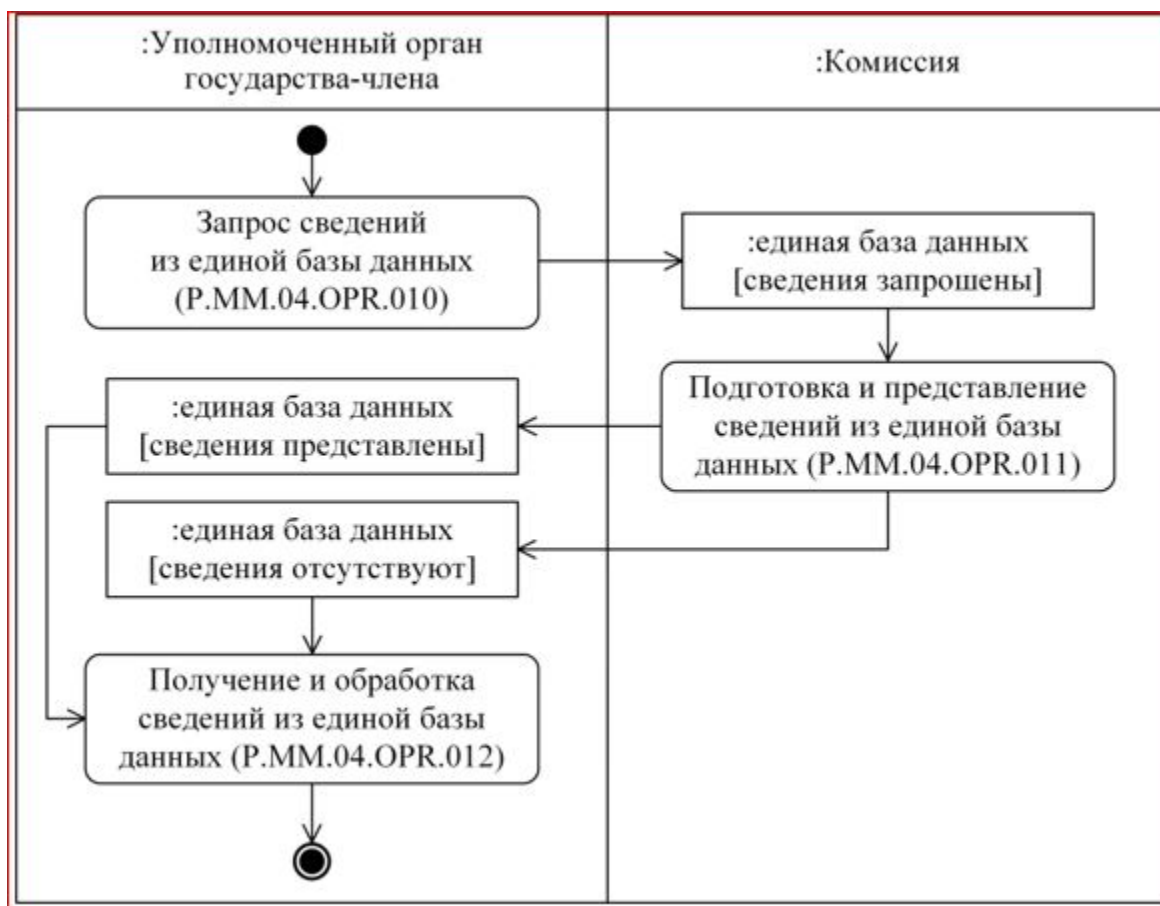 :Уполномоченный орган
государства-члена
:Комиссия
Запрос сведений
из единой базы данных
(P.MM.04.OPR.010)
:единая база данных
[сведения запрошены]
Подготовка и представление
сведений из единой базы
данных (P.MM.04.OPR.011)
:единая база данных
[сведения представлены]
:единая база данных
[сведения отсутствуют]
Получение и обработка
сведений из единой базы
данных (P.MM.04.OPR.012)